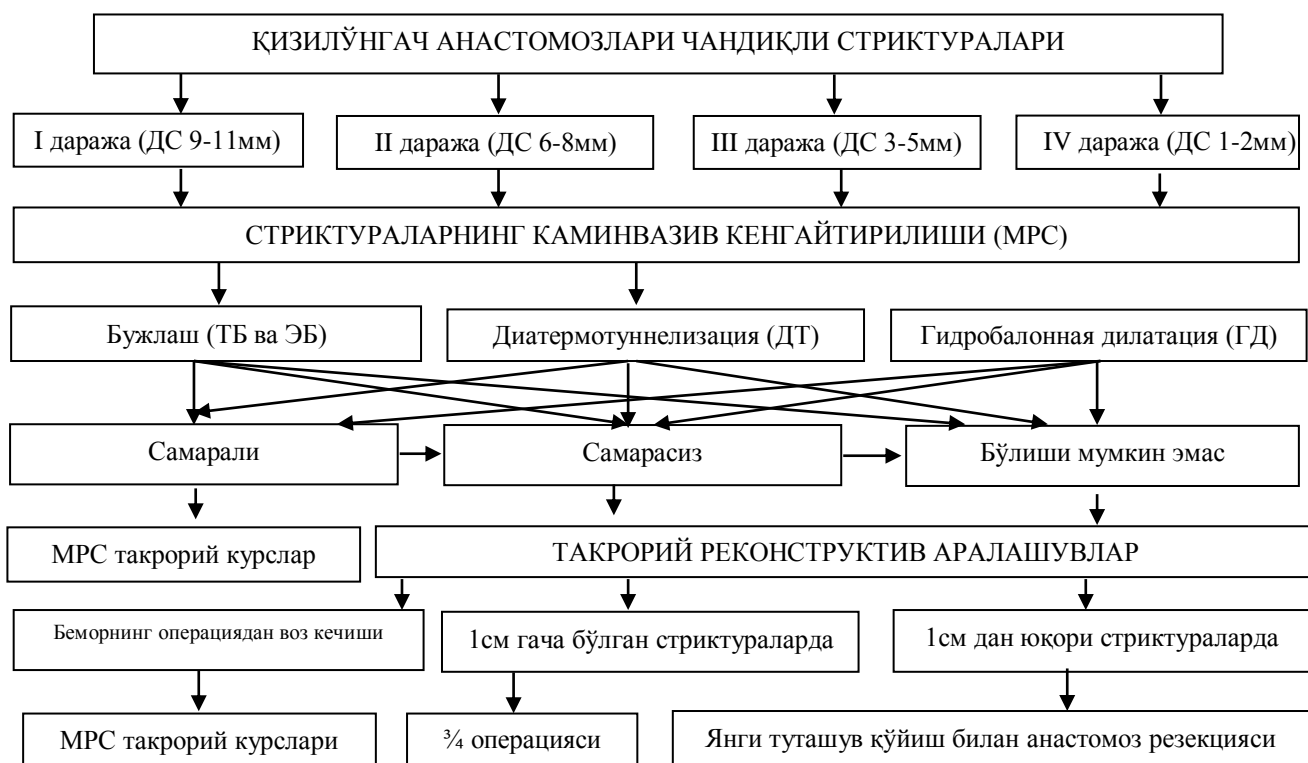 ҚИЗИЛЎНГАЧ АНАСТОМОЗЛАРИ ЧАНДИҚЛИ СТРИКТУРАЛАРИ
I даража (ДС 9-11мм)
II даража (ДС 6-8мм)
III даража (ДС 3-5мм)
IV даража (ДС 1-2мм)
СТРИКТУРАЛАРНИНГ КАМИНВАЗИВ КЕНГАЙТИРИЛИШИ (МРС)
Бужлаш (ТБ ва ЭБ)
Диатермотуннелизация (ДТ)
Гидробалонная дилатация (ГД)
Самарали
Самарасиз
Бўлиши мумкин эмас
МРС такрорий курслар
ТАКРОРИЙ РЕКОНСТРУКТИВ АРАЛАШУВЛАР
Беморнинг операциядан воз кечиши
1см гача бўлган стриктураларда
1см дан юқори стриктураларда
МРС такрорий курслари
¾ операцияси
Янги туташув қўйиш билан анастомоз резекцияси